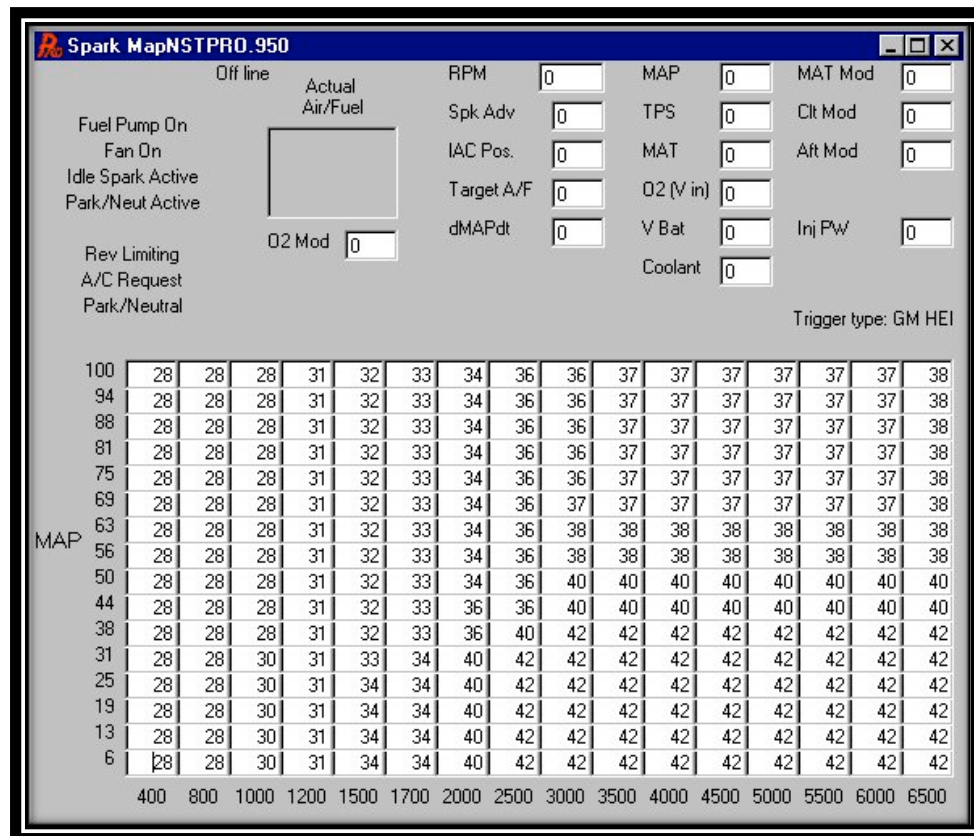 Spark MapNSTPRO.950
Off line
Actual
Air/Fuel
Fuel Pump On
Fan On
Idle Spark Active
Park/Neut Active
Rev Limiting
A/C Request
Park/Neutral
O2 Mod 0
RPM 0
Spk Adv 0
IAC Pos. 0
Target A/F 0
dMAPdt 0
MAP 0
TPS 0
MAT 0
O2 (V in) 0
V Bat 0
Coolant 0
MAT Mod 0
Clt Mod 0
Aft Mod 0
Inj PW 0
Trigger type: GM HEI
MAP
100 28 28 28 31 32 33 34 36 36 37 37 37 37 37 37 38
94 28 28 28 31 32 33 34 36 36 37 37 37 37 37 37 38
88 28 28 28 31 32 33 34 36 36 37 37 37 37 37 37 38
81 28 28 28 31 32 33 34 36 36 37 37 37 37 37 37 38
75 28 28 28 31 32 33 34 36 36 37 37 37 37 37 37 38
69 28 28 28 31 32 33 34 36 37 37 37 37 37 37 37 38
63 28 28 28 31 32 33 34 36 38 38 38 38 38 38 38 38
56 28 28 28 31 32 33 34 36 38 38 38 38 38 38 38 38
50 28 28 28 31 32 33 34 36 40 40 40 40 40 40 40 40
44 28 28 28 31 32 33 36 36 40 40 40 40 40 40 40 40
38 28 28 28 31 32 33 36 40 42 42 42 42 42 42 42 42
31 28 28 30 31 33 34 40 42 42 42 42 42 42 42 42 42
25 28 28 30 31 34 34 40 42 42 42 42 42 42 42 42 42
19 28 28 30 31 34 34 40 42 42 42 42 42 42 42 42 42
13 28 28 30 31 34 34 40 42 42 42 42 42 42 42 42 42
6 28 28 30 31 34 34 40 42 42 42 42 42 42 42 42 42
400 800 1000 1200 1500 1700 2000 2500 3000 3500 4000 4500 5000 5500 6000 6500